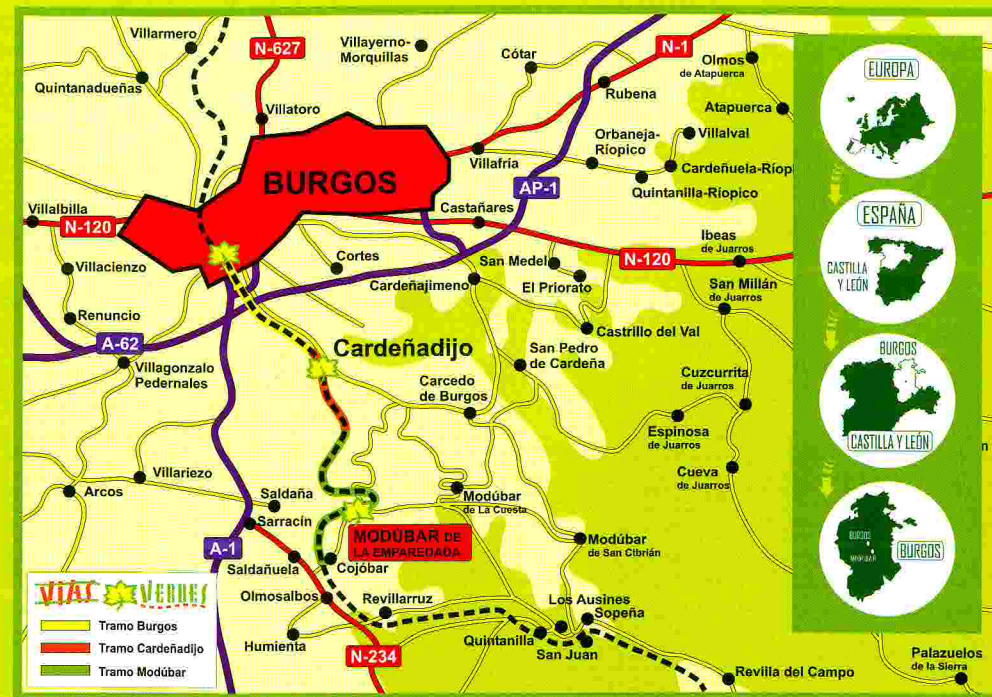 Villarmero
N-627
Villayerno-
Morquillas
Cótar
N-1
Olmos
de Atapuerca
Quintanadueñas
Rubena
Villatoro
Atapuerca
Orbaneja-
Ríopico
Villalval
Villafría
Cardeñuela-Ríop
BURGOS
AP-1
Quintanilla-Ríopico
Villalbilla
N-120
Castañares
Ibeas
de Juarros
Cortes
San Medel
N-120
Villacienzo
Cardeñajimeno
El Priorato
San Millán
de Juarros
Renuncio
A-62
Castrillo del Val
Cardeñadijo
San Pedro
de Cardeña
Villagonzalo
Pedernales
Carcedo
de Burgos
Cuzcurrita
de Juarros
Espinosa
de Juarros
Villariezo
Cueva
de Juarros
Arcos
Saldaña
Modúbar
de La Cuesta
Sarracín
A-1
MODÚBAR DE
LA EMPAREDADA
Modúbar
de San Cibrián
Saldañuela
Cojóbar
Olmosalbos
Revillarruz
Los Ausines
Sopeña
Humienta
N-234
Quintanilla
San Juan
Revilla del Campo
Palazuelos
de la Sierra
n
VÍAS VERDES
Tramo Burgos
Tramo Cardeñadijo
Tramo Modúbar
EUROPA
ESPAÑA
CASTILLA
Y LEÓN
BURGOS
CASTILLA Y LEÓN
BURGOS
MODÚBAR
BURGOS